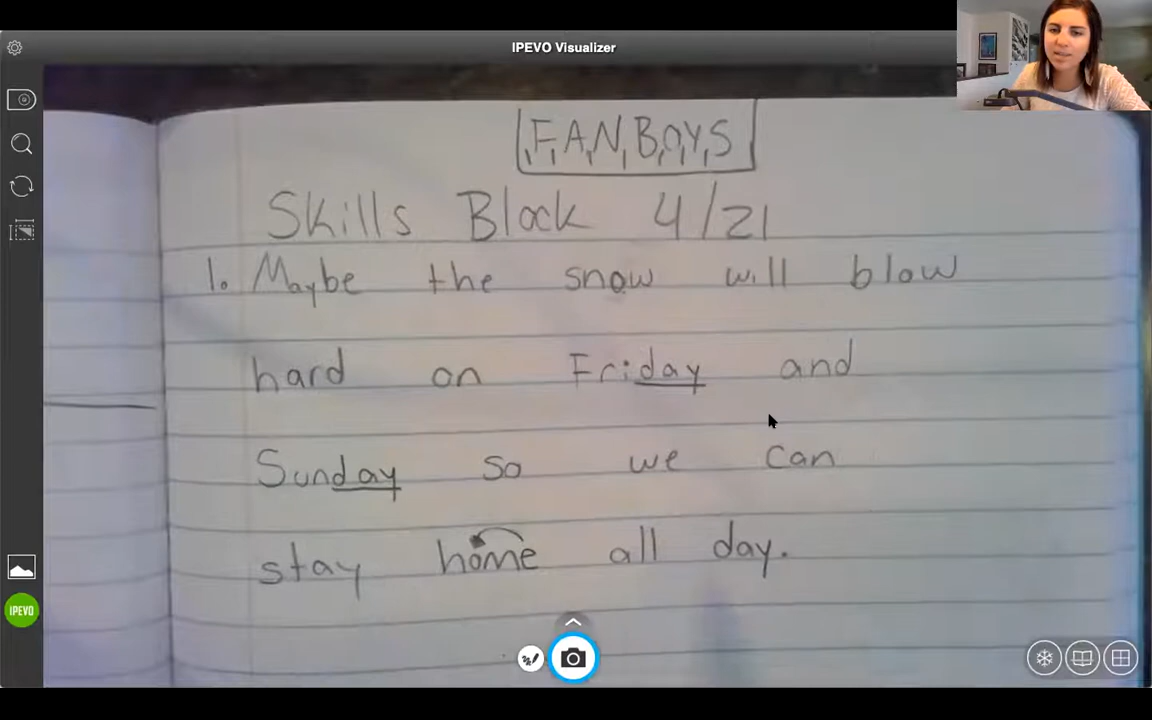 IPEVO Visualizer
F, A, N, B, O, Y, S
Skills Block 4/21
1. Maybe the snow will blow
hard on Friday and
Sunday so we can
stay home all day.
IPEVO